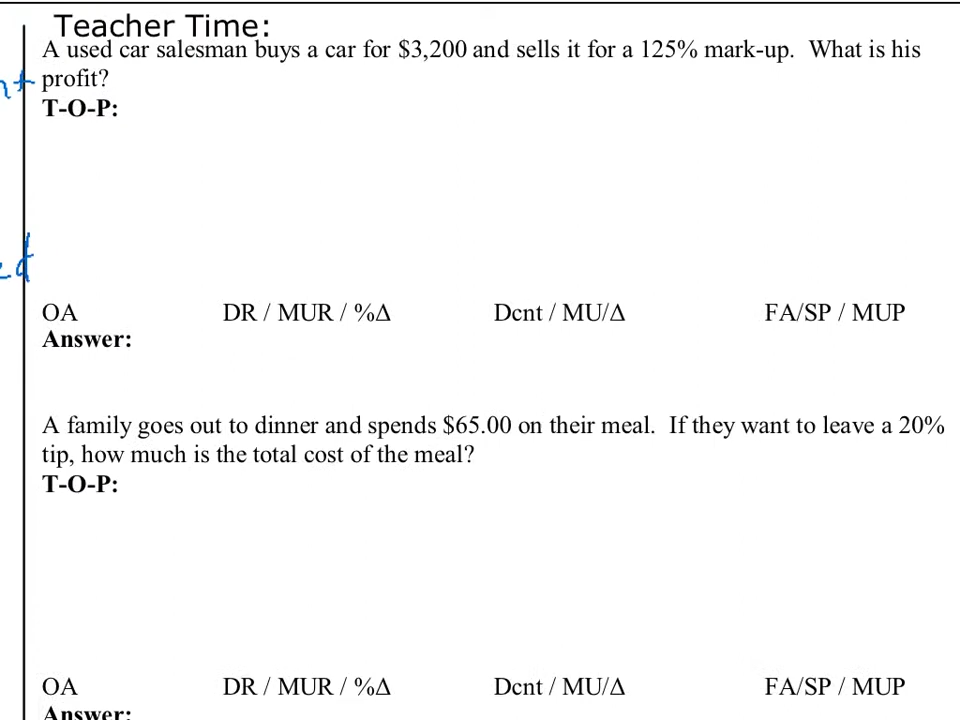 Teacher Time:
A used car salesman buys a car for $3,200 and sells it for a 125% mark-up. What is his
profit?
T-O-P:
OA DR / MUR / %Δ Dcnt / MU/Δ FA/SP / MUP
Answer:
A family goes out to dinner and spends $65.00 on their meal. If they want to leave a 20%
tip, how much is the total cost of the meal?
T-O-P:
OA DR / MUR / %Δ Dcnt / MU/Δ FA/SP / MUP
Answer: